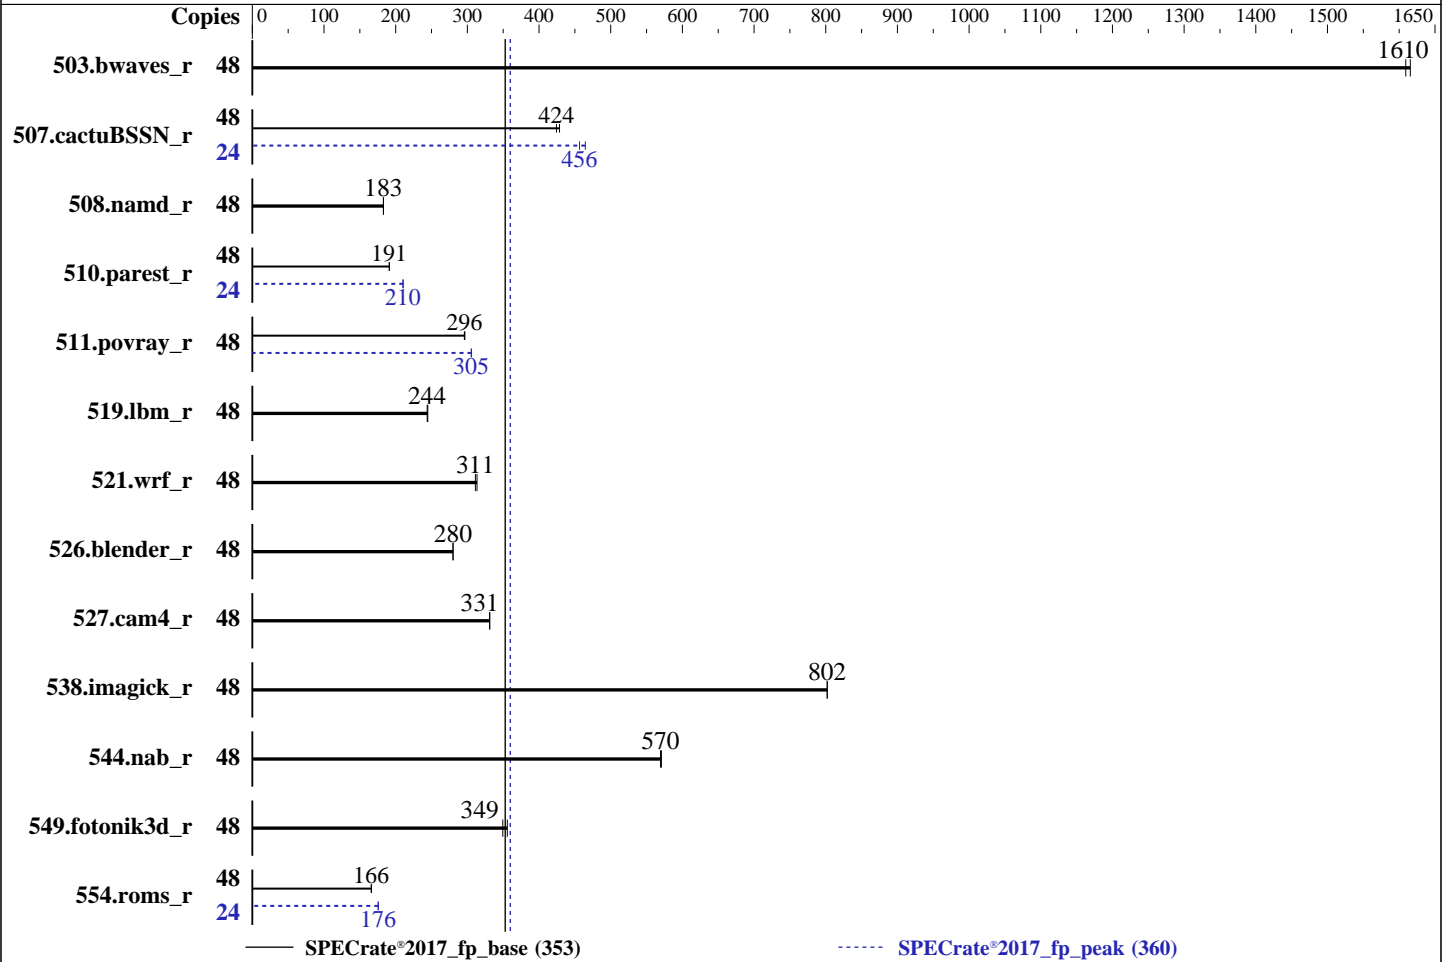 Copies 0 100 200 300 400 500 600 700 800 900 1000 1100 1200 1300 1400 1500 1650
503.bwaves_r 48 1610
507.cactuBSSN_r 48 424
24 456
508.namd_r 48 183
510.parest_r 48 191
24 210
511.povray_r 48 296
305
519.lbm_r 48 244
521.wrf_r 48 311
526.blender_r 48 280
527.cam4_r 48 331
538.imagick_r 48 802
544.nab_r 48 570
549.fotonik3d_r 48 349
554.roms_r 48 166
24 176
SPECrate®2017_fp_base (353) SPECrate®2017_fp_peak (360)